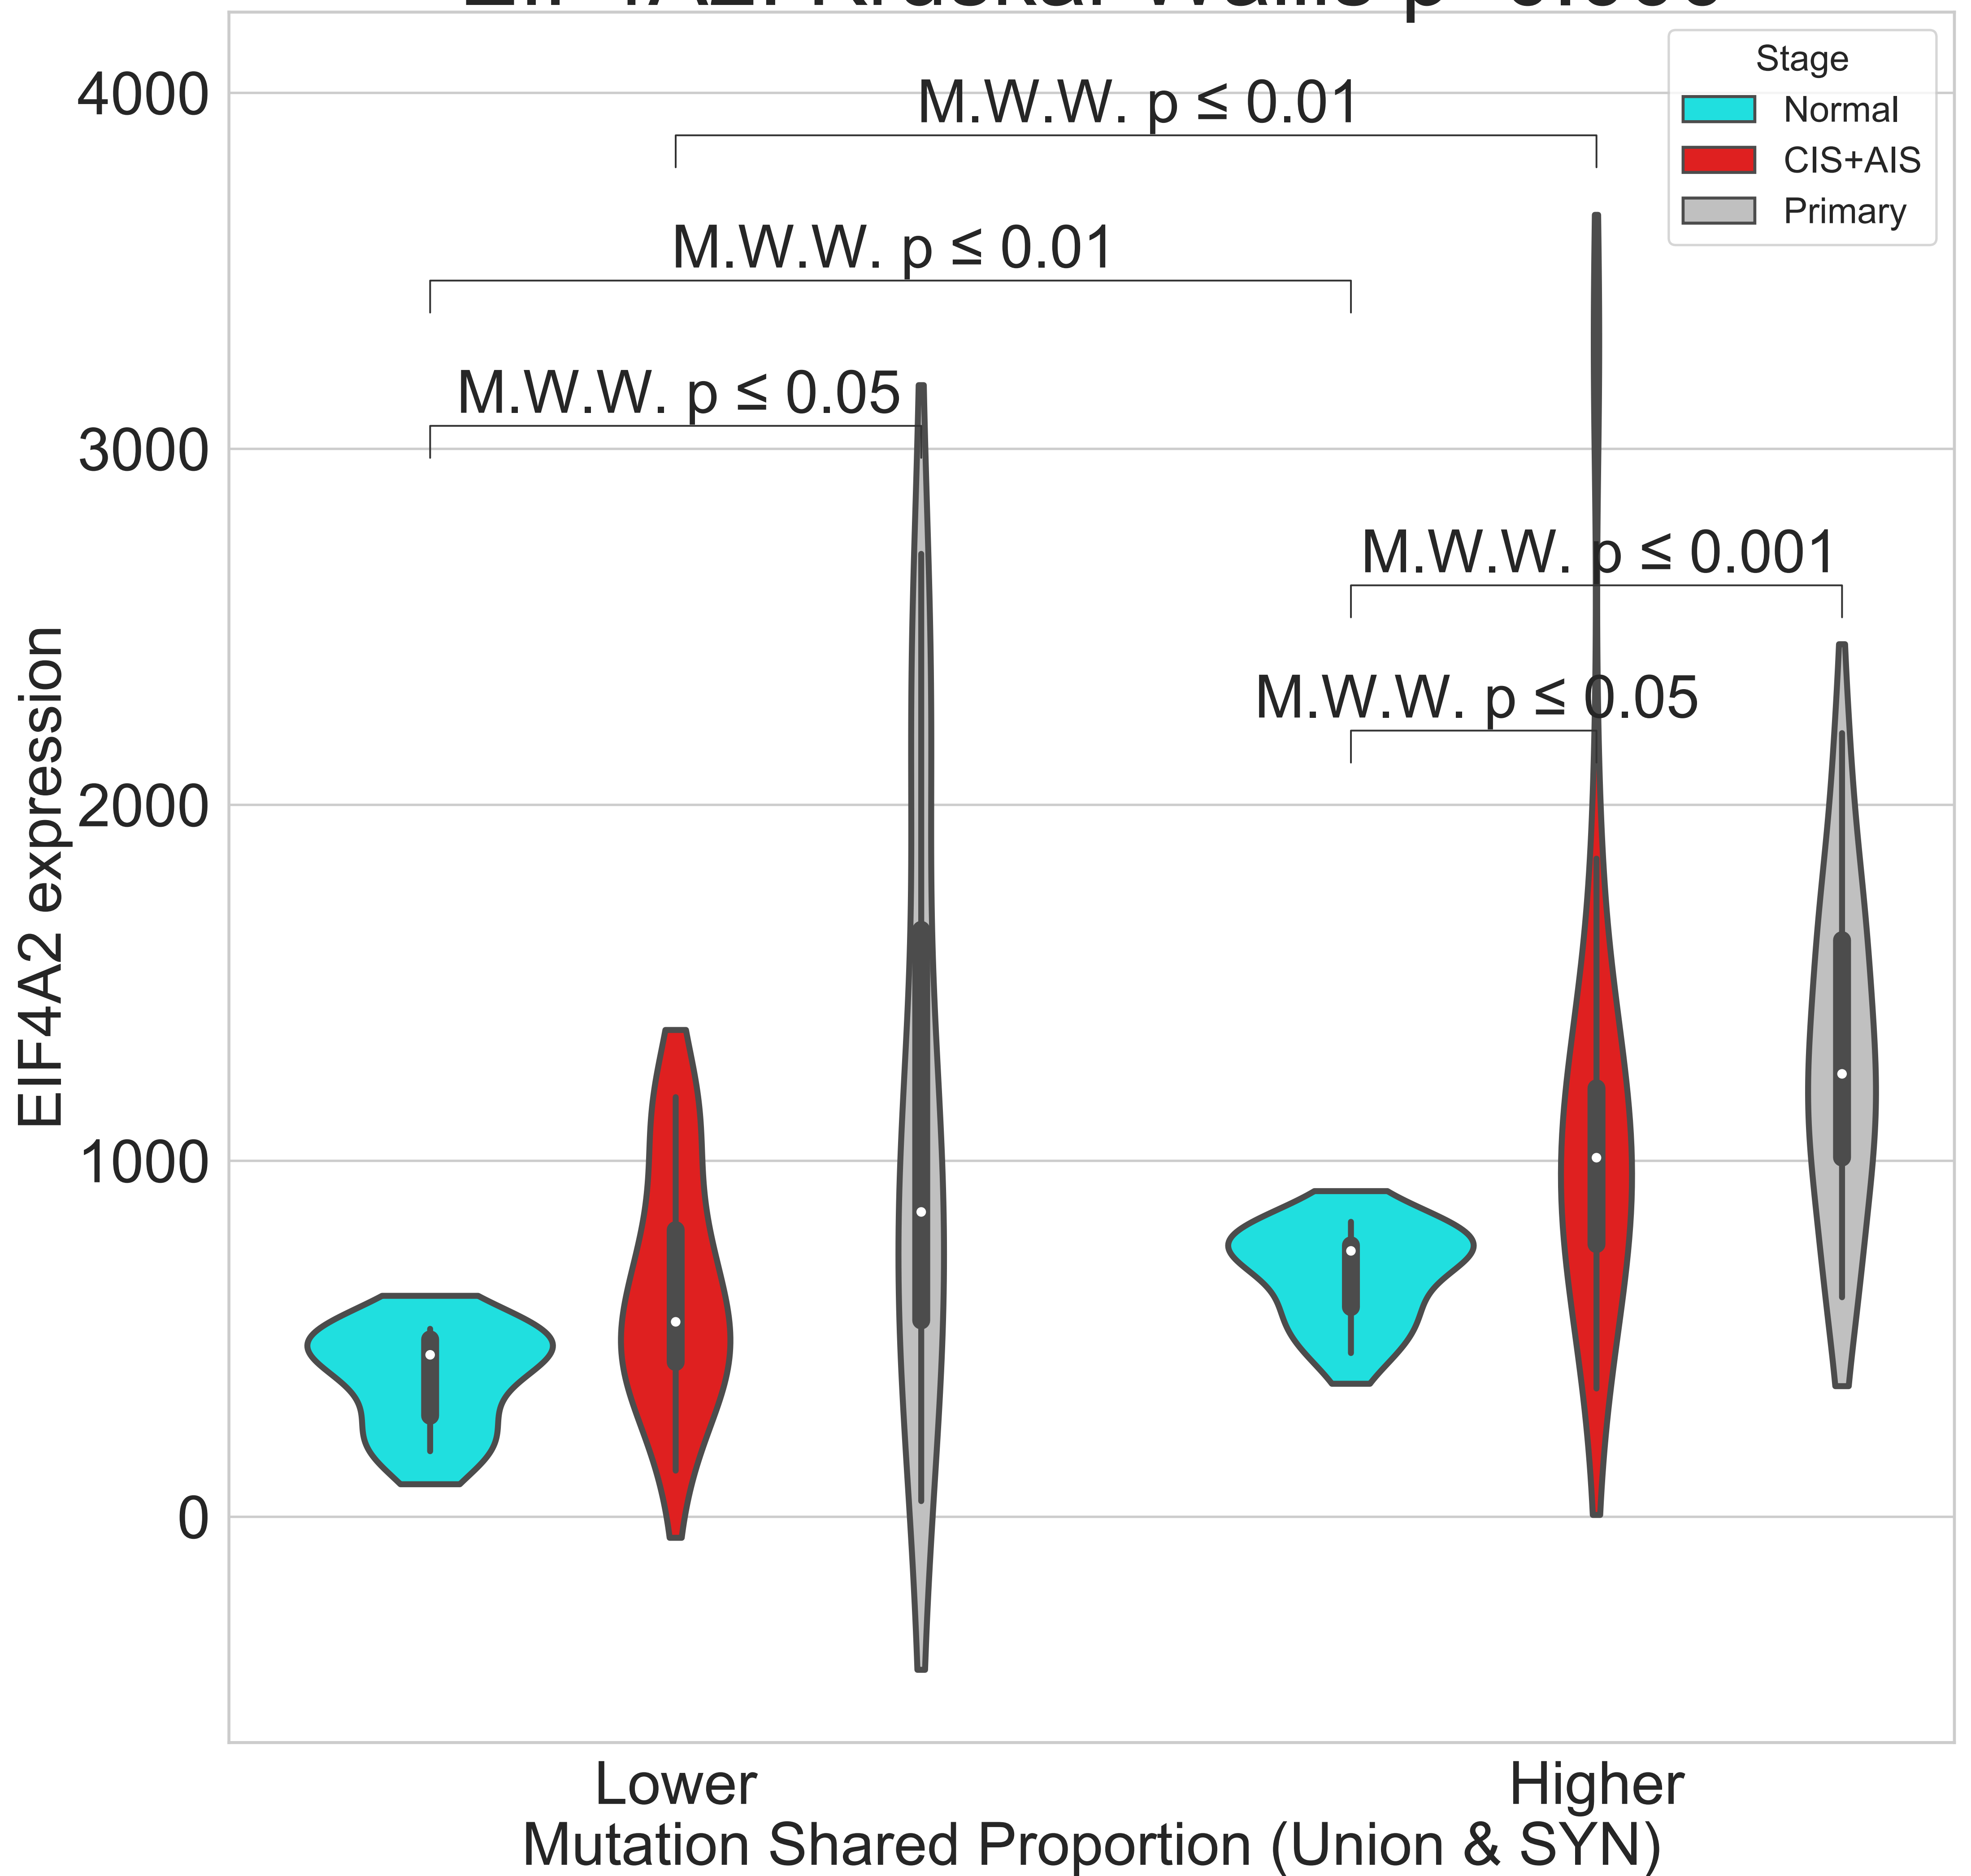 4000
3000
2000
1000
0
EIF4A2 expression
M.W.W. p ≤ 0.01
M.W.W. p ≤ 0.01
M.W.W. p ≤ 0.05
M.W.W. p ≤ 0.001
M.W.W. p ≤ 0.05
Stage
Normal
CIS+AIS
Primary
Lower
Higher
Mutation Shared Proportion (Union & SYN)